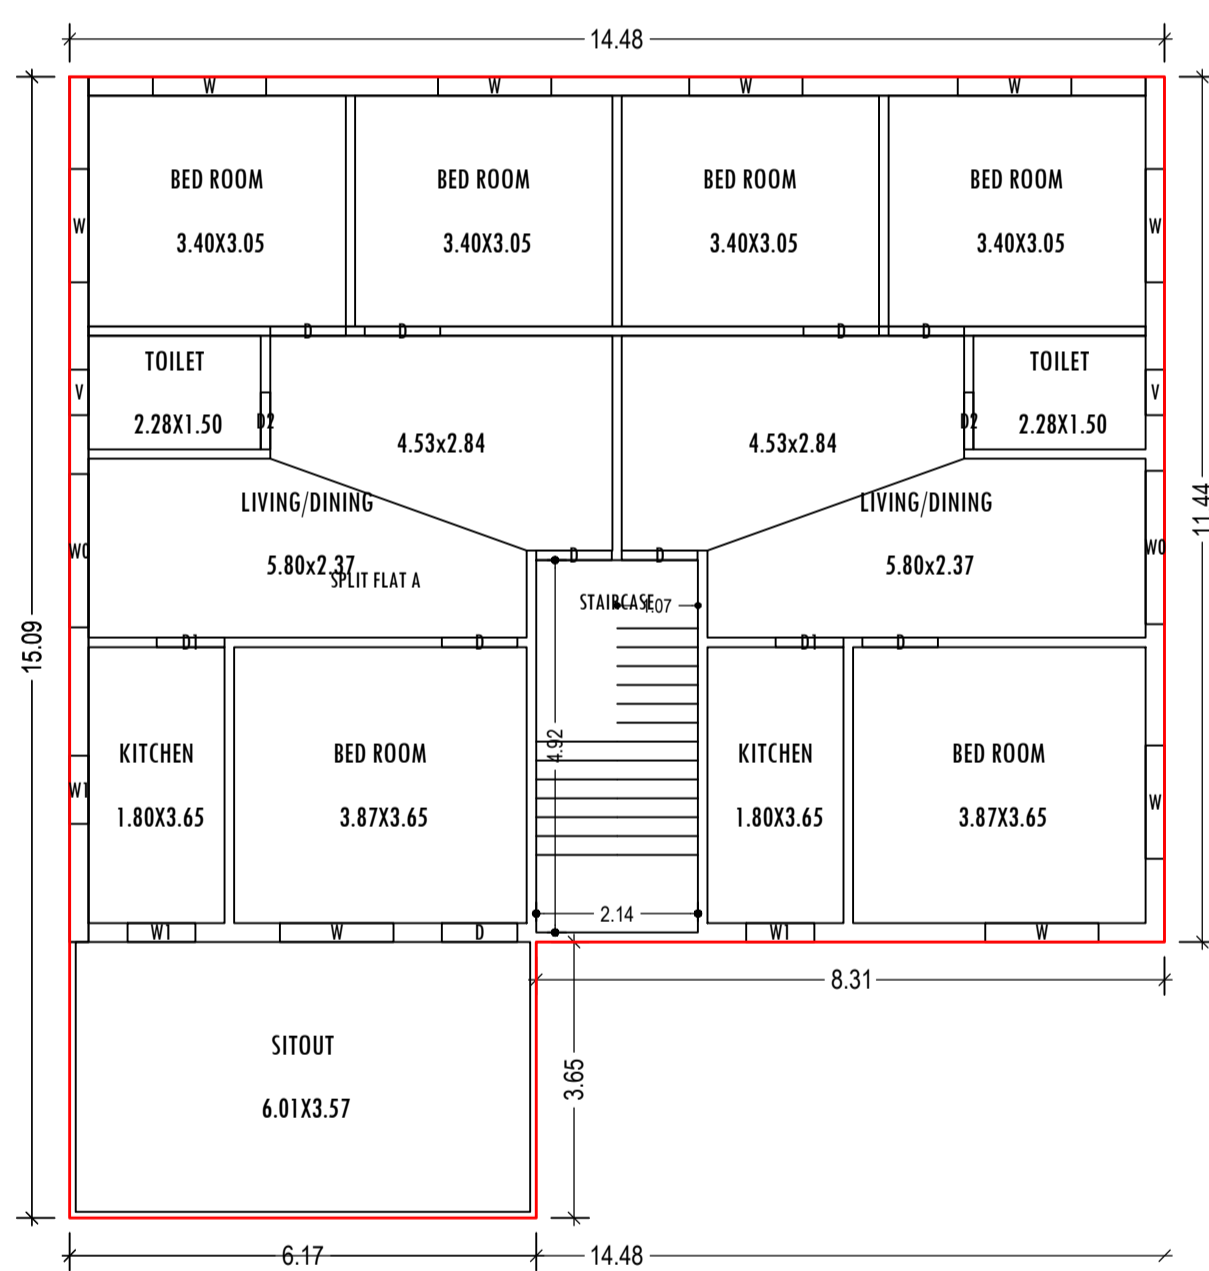 14.48
W W W W
BED ROOM BED ROOM BED ROOM BED ROOM
W W
3.40X3.05 3.40X3.05 3.40X3.05 3.40X3.05
D D D D
TOILET TOILET
V V
2.28X1.50 D2 D2 2.28X1.50
4.53x2.84 4.53x2.84
LIVING/DINING LIVING/DINING
11.44
WO D D WO
5.80x2.37 5.80x2.37
SPLIT FLAT A
STAIRCASE 1.07
15.09
D1 D D1 D
4.92
KITCHEN BED ROOM KITCHEN BED ROOM
W1 W
1.80X3.65 3.87X3.65 1.80X3.65 3.87X3.65
2.14
W1 W D W1 W
8.31
SITOUT
3.65
6.01X3.57
6.17 14.48